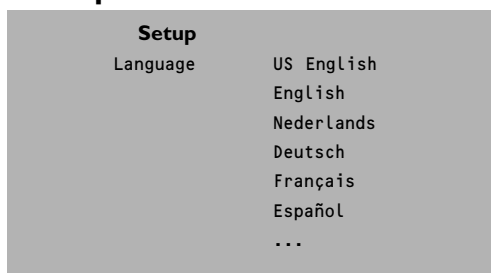 Setup
Language US English
English
Nederlands
Deutsch
Français
Español
...